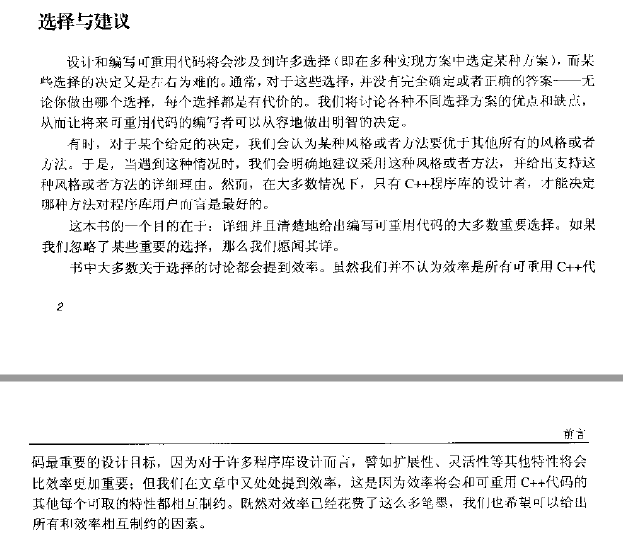 选择与建议
设计和编写可重用代码将会涉及到许多选择（即在多种实现方案中选定某种方案），而某
些选择的决定又是左右为难的。通常，对于这些选择，并没有完全确定或者正确的答案——无
论你做出哪个选择，每个选择都是有代价的。我们将讨论各种不同选择方案的优点和缺点，
从而让将来可重用代码的编写者可以从容地做出明智的决定。
有时，对于某个给定的决定，我们会认为某种风格或者方法要优于其他所有的风格或者
方法。于是，当遇到这种情况时，我们会明确地建议采用这种风格或者方法，并给出支持这
种风格或者方法的详细理由。然而，在大多数情况下，只有 C++程序库的设计者，才能决定
哪种方法对程序库用户而言是最好的。
这本书的一个目的在于：详细并且清楚地给出编写可重用代码的大多数重要选择。如果
我们忽略了某些重要的选择，那么我们愿闻其详。
书中大多数关于选择的讨论都会提到效率。虽然我们并不认为效率是所有可重用 C++代
2
前言
码最重要的设计目标，因为对于许多程序库设计而言，譬如扩展性、灵活性等其他特性将会
比效率更加重要；但我们在文章中又处处提到效率，这是因为效率将会和可重用 C++代码的
其他每个可取的特性都相互制约。既然对效率已经花费了这么多笔墨，我们也希望可以给出
所有和效率相互制约的因素。